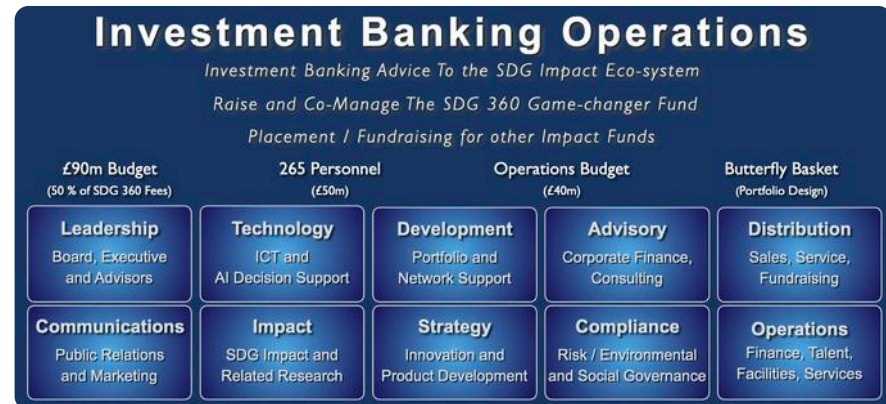 Investment Banking Operations
Investment Banking Advice To the SDG Impact Eco-system
Raise and Co-Manage The SDG 360 Game-changer Fund
Placement / Fundraising for other Impact Funds
£90m Budget
(50 % of SDG 360 Fees)
265 Personnel
(£50m)
Operations Budget
(£40m)
Butterfly Basket
(Portfolio Design)
Leadership
Board, Executive
and Advisors
Technology
ICT and
AI Decision Support
Development
Portfolio and
Network Support
Advisory
Corporate Finance,
Consulting
Distribution
Sales, Service,
Fundraising
Communications
Public Relations
and Marketing
Impact
SDG Impact and
Related Research
Strategy
Innovation and
Product Development
Compliance
Risk / Environmental
and Social Governance
Operations
Finance, Talent,
Facilities, Services